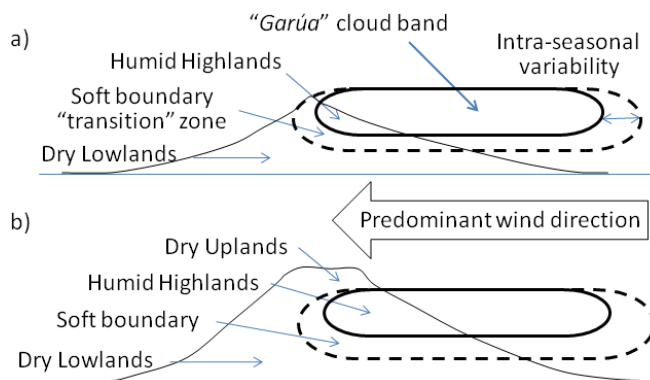 a)
“Garúa” cloud band
Intra-seasonal
variability
Humid Highlands
Soft boundary
“transition” zone
Dry Lowlands
b)
Predominant wind direction
Dry Uplands
Humid Highlands
Soft boundary
Dry Lowlands